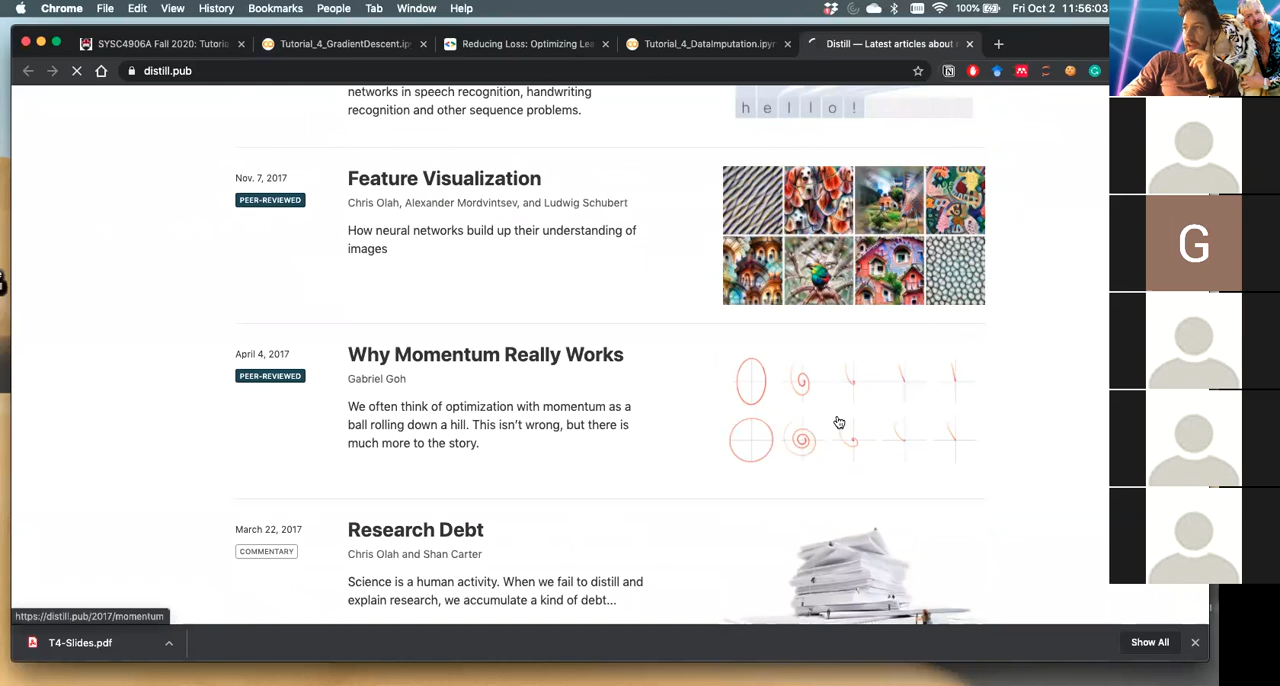 Chrome File Edit View History Bookmarks People Tab Window Help 100% Fri Oct 2 11:56:03
SYSC4906A Fall 2020: Tutoria Tutorial_4_GradientDescent.ip Reducing Loss: Optimizing Le Tutorial_4_DataImputation.ipyn Distill — Latest articles about
distill.pub
networks in speech recognition, handwriting
recognition and other sequence problems.
h e l l o !
Nov. 7, 2017
PEER-REVIEWED
Feature Visualization
Chris Olah, Alexander Mordvintsev, and Ludwig Schubert
How neural networks build up their understanding of
images
April 4, 2017
PEER-REVIEWED
Why Momentum Really Works
Gabriel Goh
We often think of optimization with momentum as a
ball rolling down a hill. This isn't wrong, but there is
much more to the story.
March 22, 2017
COMMENTARY
Research Debt
Chris Olah and Shan Carter
Science is a human activity. When we fail to distill and
explain research, we accumulate a kind of debt...
https://distill.pub/2017/momentum
T4-Slides.pdf
Show All
G